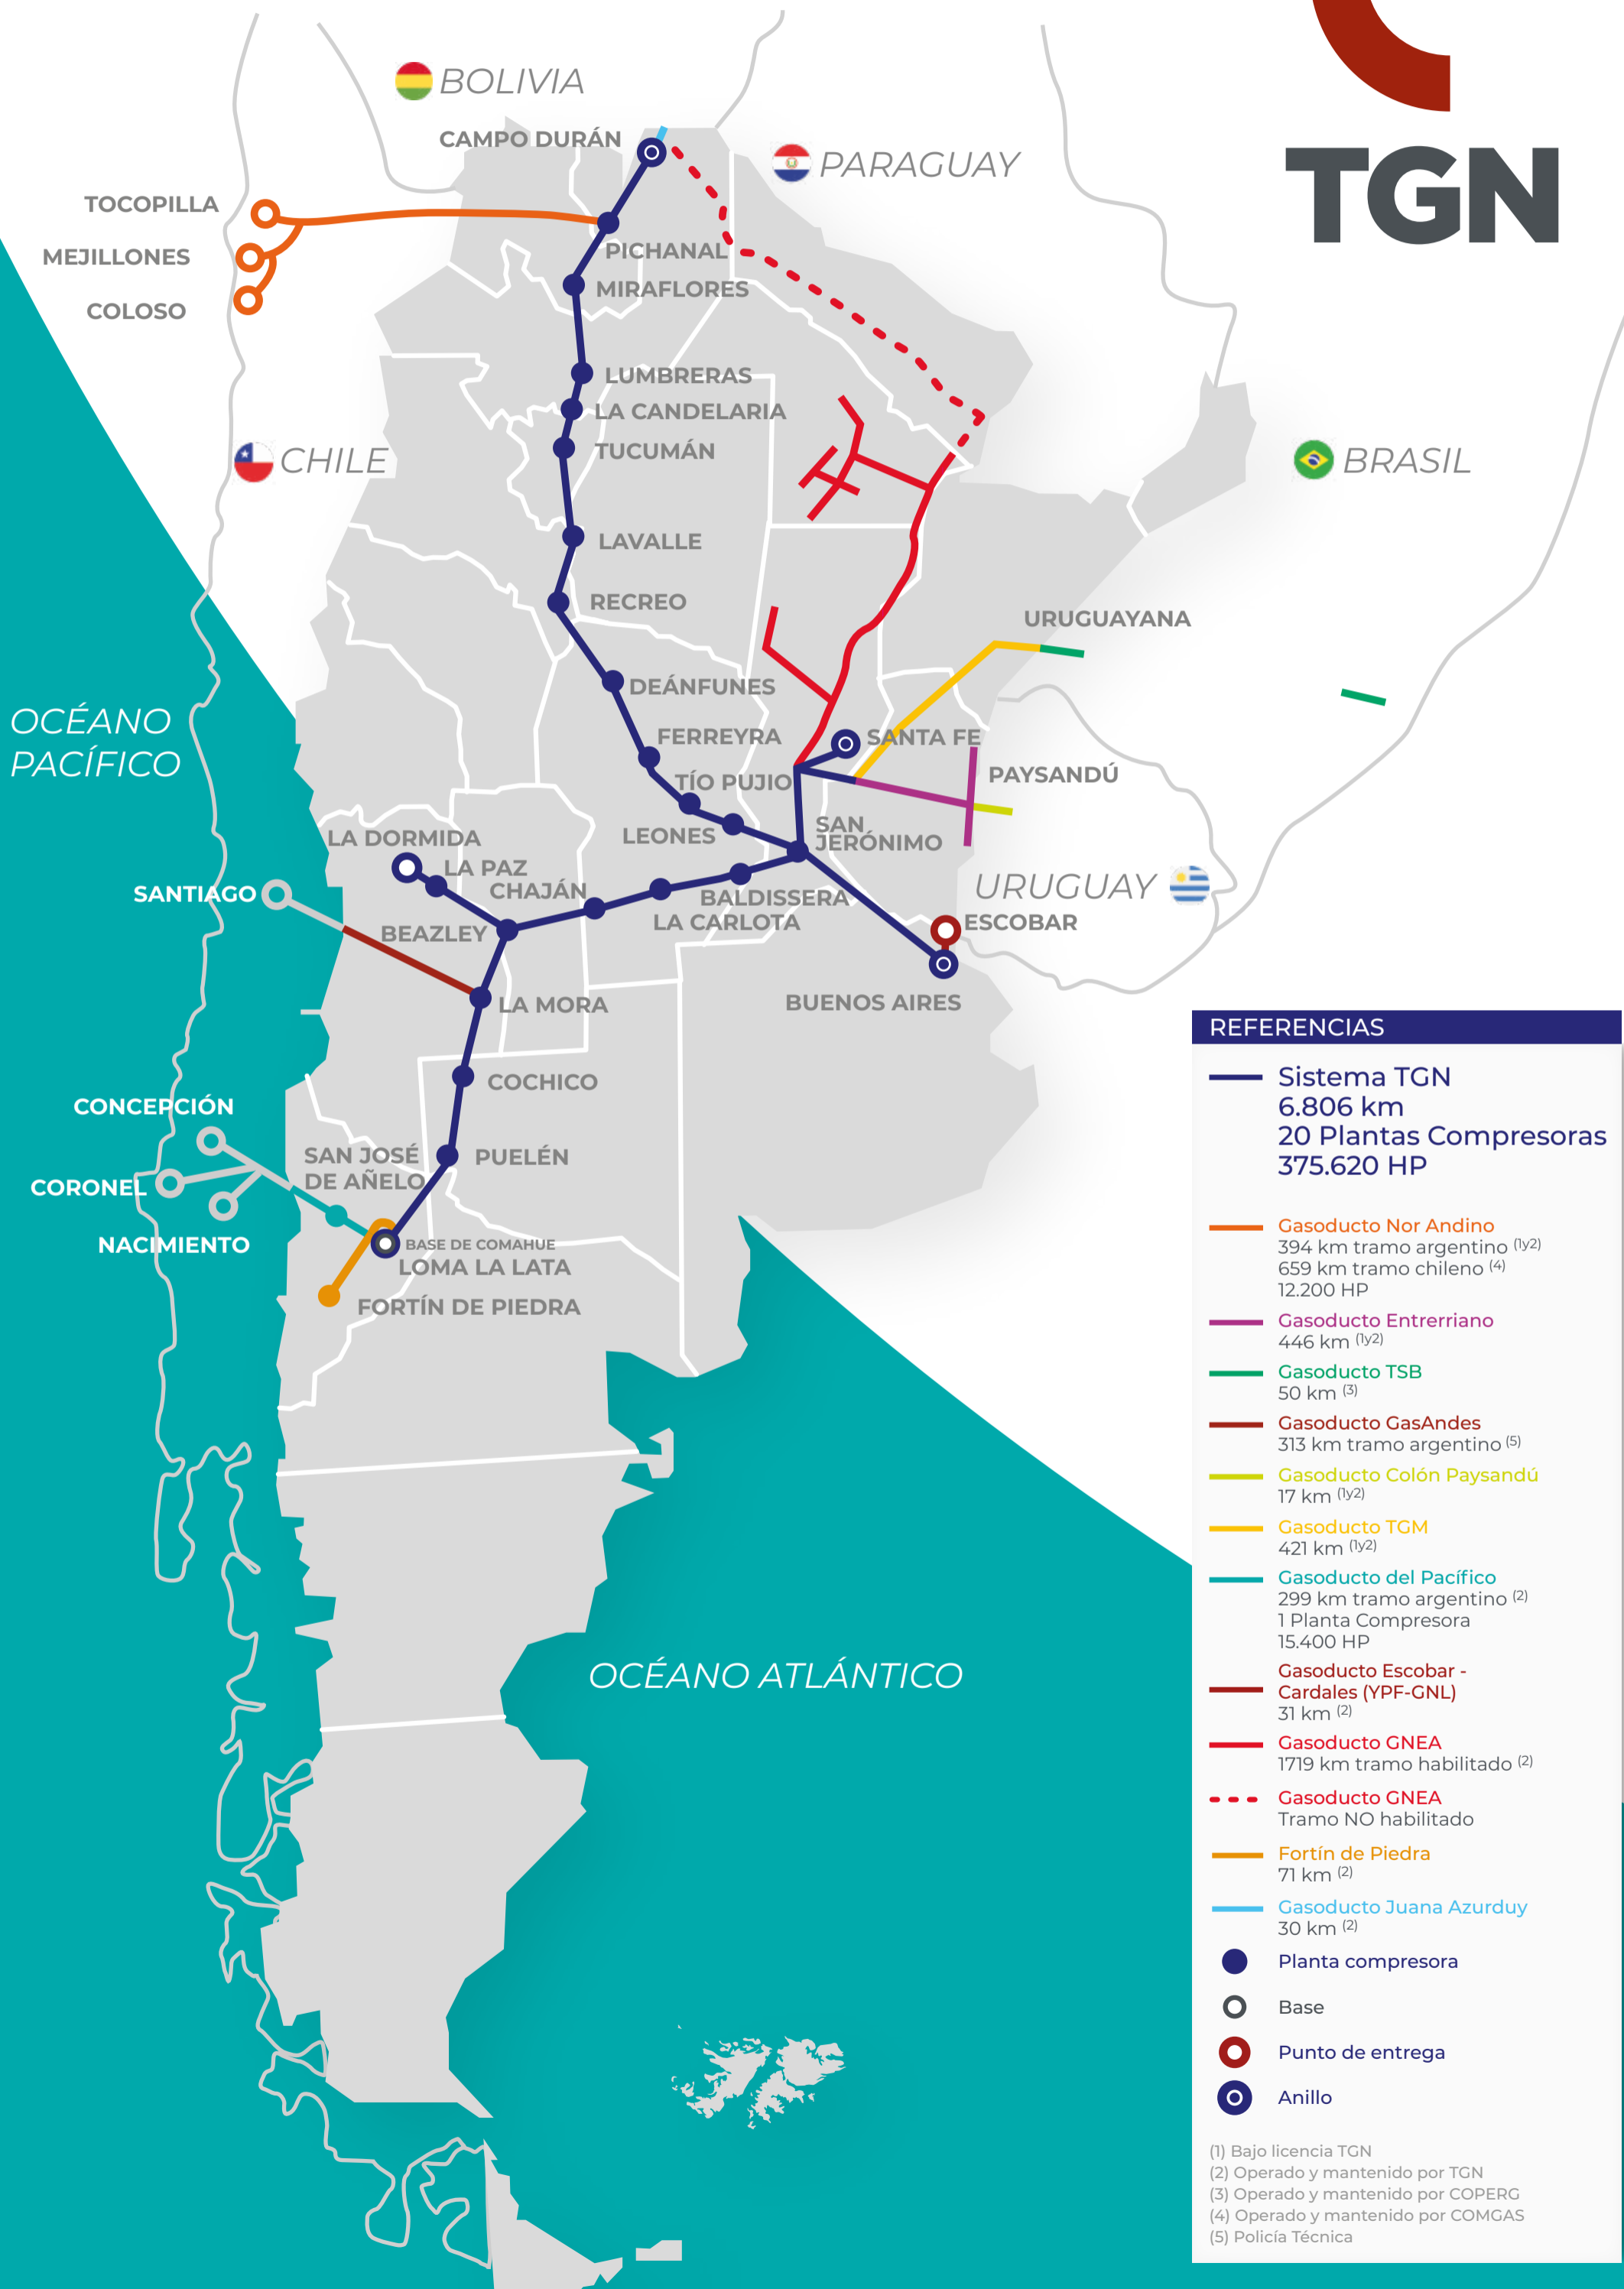 BOLIVIA
CAMPO DURÁN
PARAGUAY
TGN
TOCOPILLA
PICHANAL
MEJILLONES
MIRAFLORES
COLOSO
LUMBRERAS
LA CANDELARIA
TUCUMÁN
CHILE
BRASIL
LAVALLE
RECREO
URUGUAYANA
DEÁNFUNES
OCÉANO
PACÍFICO
FERREYRA
SANTA FE
TÍO PUJIO
PAYSANDÚ
LA DORMIDA
LEONES
SAN
JERÓNIMO
LA PAZ
CHAJÁN
SANTIAGO
BALDISSERA
URUGUAY
LA CARLOTA
ESCOBAR
BEAZLEY
LA MORA
BUENOS AIRES
COCHICO
CONCEPCIÓN
SAN JOSÉ
DE AÑELO
PUELÉN
CORONEL
NACIMIENTO
BASE DE COMAHUE
LOMA LA LATA
FORTÍN DE PIEDRA
OCÉANO ATLÁNTICO
REFERENCIAS
Sistema TGN
6.806 km
20 Plantas Compresoras
375.620 HP
Gasoducto Nor Andino
394 km tramo argentino (1y2)
659 km tramo chileno (4)
12.200 HP
Gasoducto Entrerriano
446 km (1y2)
Gasoducto TSB
50 km (3)
Gasoducto GasAndes
313 km tramo argentino (5)
Gasoducto Colón Paysandú
17 km (1y2)
Gasoducto TGM
421 km (1y2)
Gasoducto del Pacífico
299 km tramo argentino (2)
1 Planta Compresora
15.400 HP
Gasoducto Escobar -
Cardales (YPF-GNL)
31 km (2)
Gasoducto GNEA
1719 km tramo habilitado (2)
Gasoducto GNEA
Tramo NO habilitado
Fortín de Piedra
71 km (2)
Gasoducto Juana Azurduy
30 km (2)
Planta compresora
Base
Punto de entrega
Anillo
(1) Bajo licencia TGN
(2) Operado y mantenido por TGN
(3) Operado y mantenido por COPERG
(4) Operado y mantenido por COMGAS
(5) Policía Técnica